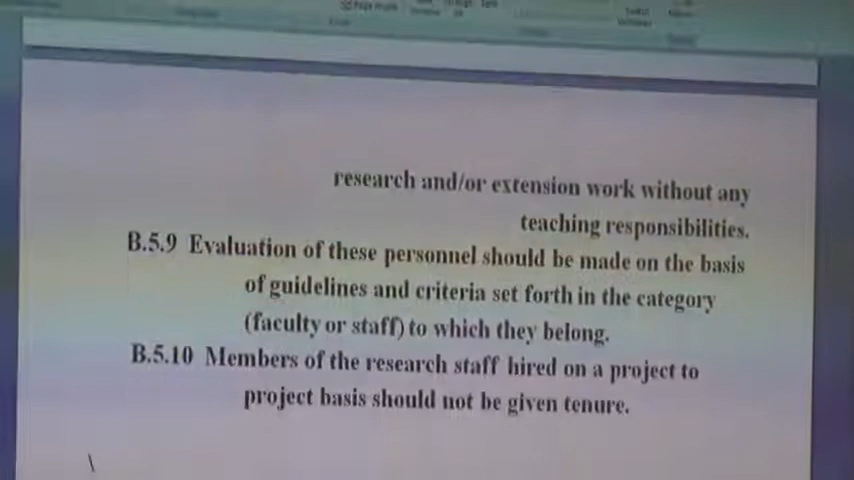 research and/or extension work without any
teaching responsibilities.
B.5.9 Evaluation of these personnel should be made on the basis
of guidelines and criteria set forth in the category
(faculty or staff) to which they belong.
B.5.10 Members of the research staff hired on a project to
project basis should not be given tenure.
\